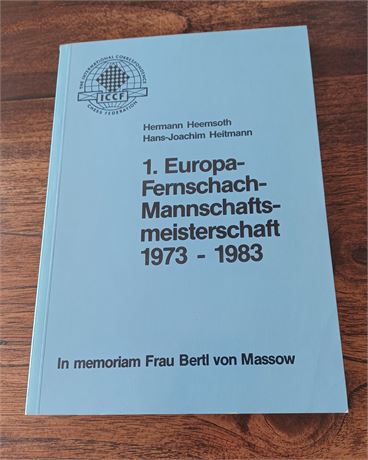 THE INTERNATIONAL CORRESPONDENCE
ICCF
CHESS FEDERATION
Hermann Heemsoth
Hans-Joachim Heitmann
1. Europa-
Fernschach-
Mannschafts-
meisterschaft
1973 - 1983
In memoriam Frau Bertl von Massow